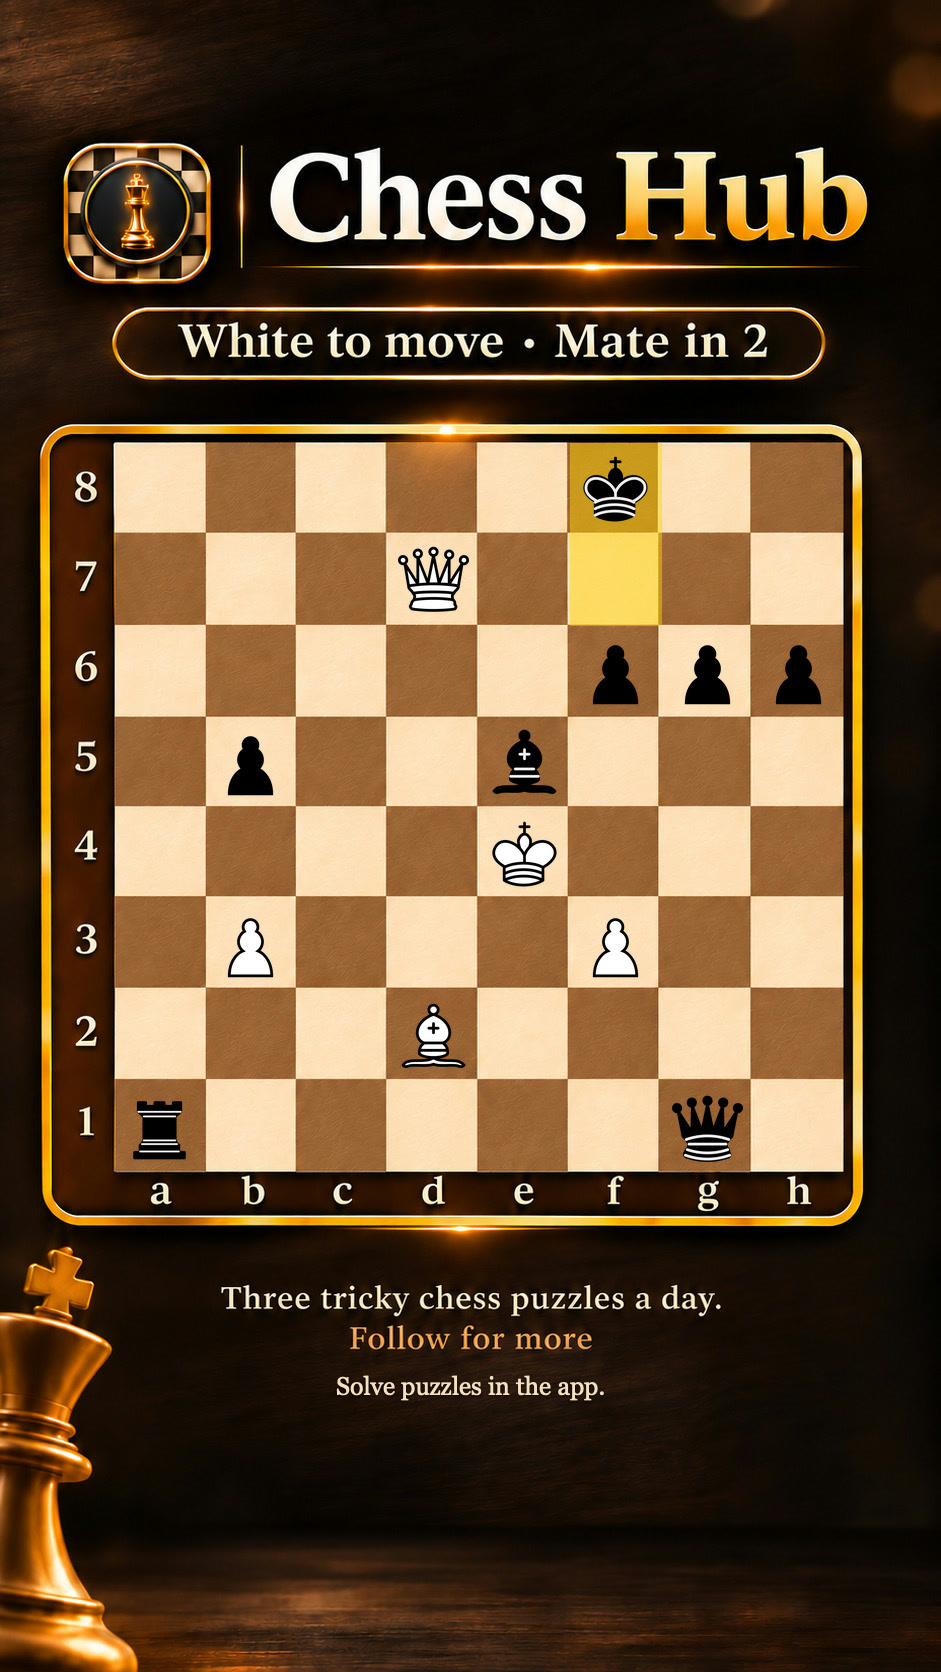 Chess Hub
White to move • Mate in 2
8
7
6
5
4
3
2
1
a b c d e f g h
Three tricky chess puzzles a day.
Follow for more
Solve puzzles in the app.